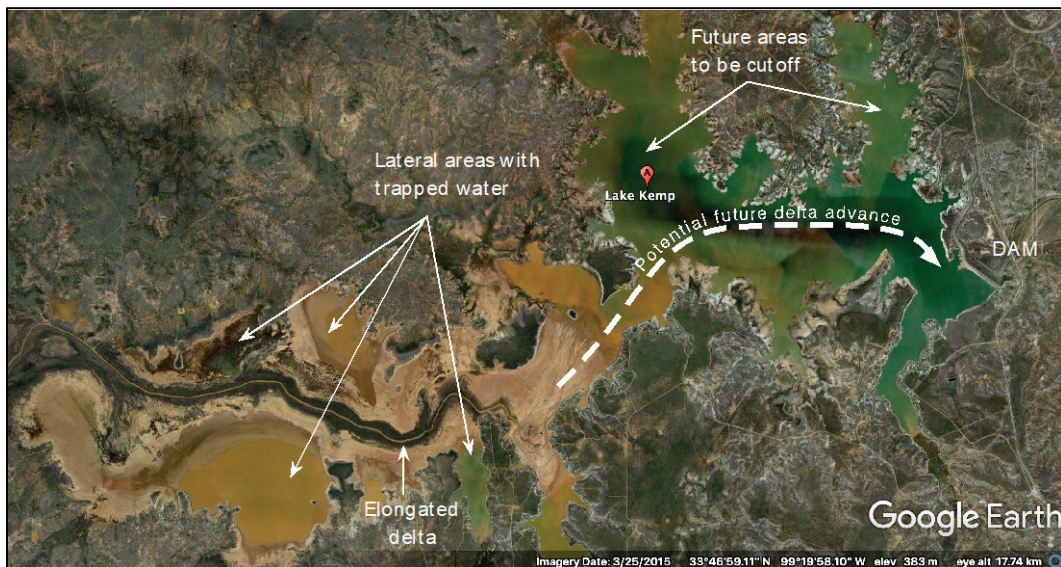 Future areas
to be cutoff
Lateral areas with
trapped water
A
Lake Kemp
Potential future delta advance
DAM
Elongated
delta
Google Earth
Imagery Date: 3/25/2015 33°46'59.11" N 99°19'58.10" W elev 383 m eye alt 17.74 km